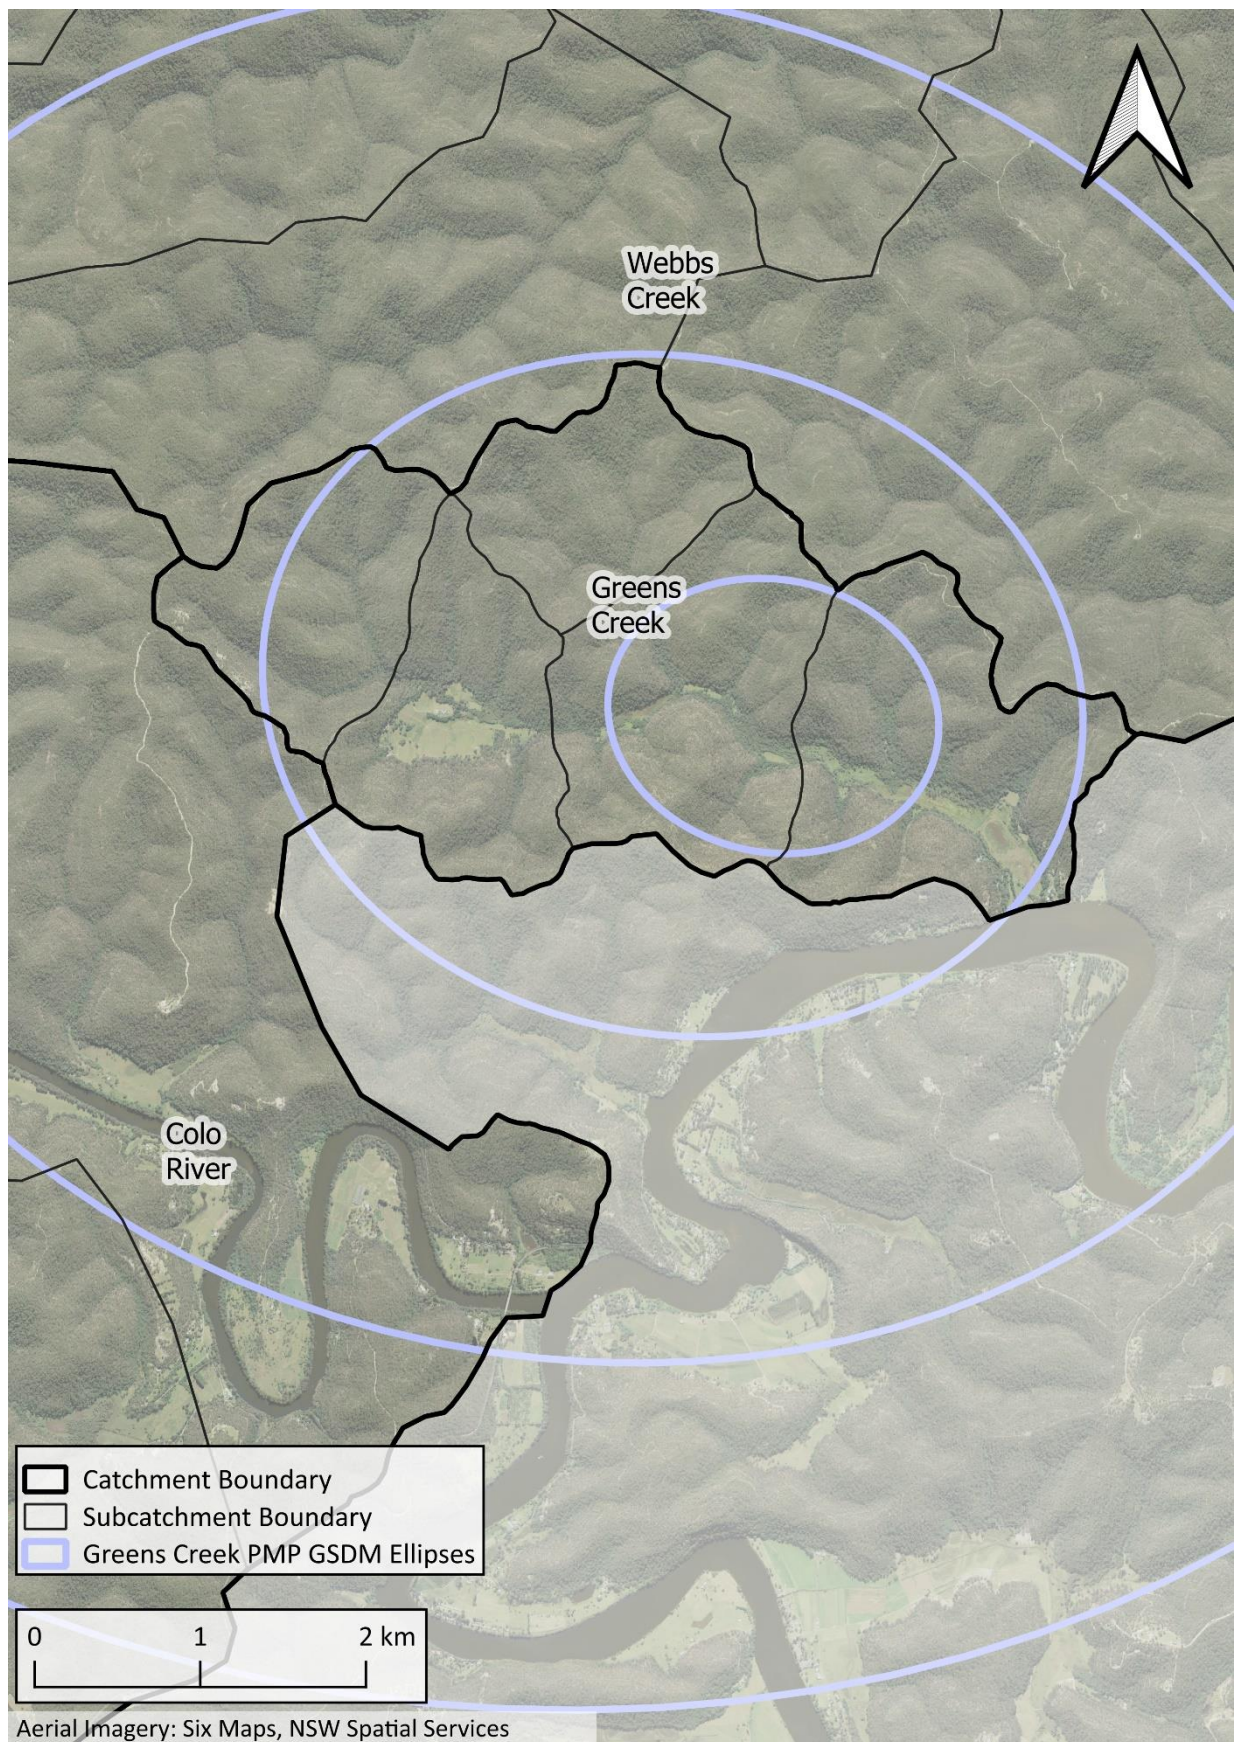 Webbs
Creek
Greens
Creek
Colo
River
Catchment Boundary
Subcatchment Boundary
Greens Creek PMP GSDM Ellipses
0 1 2 km
Aerial Imagery: Six Maps, NSW Spatial Services